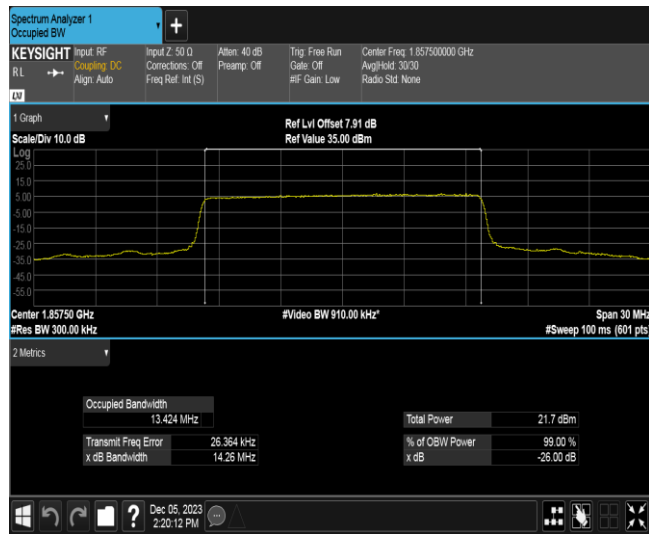 Spectrum Analyzer 1
Occupied BW
+
KEYSIGHT
RL
LXI
Input: RF
Coupling: DC
Align: Auto
Input Z: 50 Ω
Corrections: Off
Freq Ref: Int (S)
Atten: 40 dB
Preamp: Off
Trig: Free Run
Gate: Off
#IF Gain: Low
Center Freq: 1.857500000 GHz
Avg|Hold: 30/30
Radio Std: None
1 Graph
Scale/Div 10.0 dB
Ref Lvl Offset 7.91 dB
Ref Value 35.00 dBm
Log
25.0
15.0
5.00
-5.00
-15.0
-25.0
-35.0
-45.0
-55.0
Center 1.85750 GHz
#Video BW 910.00 kHz*
Span 30 MHz
#Res BW 300.00 kHz
#Sweep 100 ms (601 pts)
2 Metrics
Occupied Bandwidth
13.424 MHz
Total Power 21.7 dBm
Transmit Freq Error 26.364 kHz
% of OBW Power 99.00 %
x dB Bandwidth 14.26 MHz
x dB -26.00 dB
?
Dec 05, 2023
2:20:12 PM